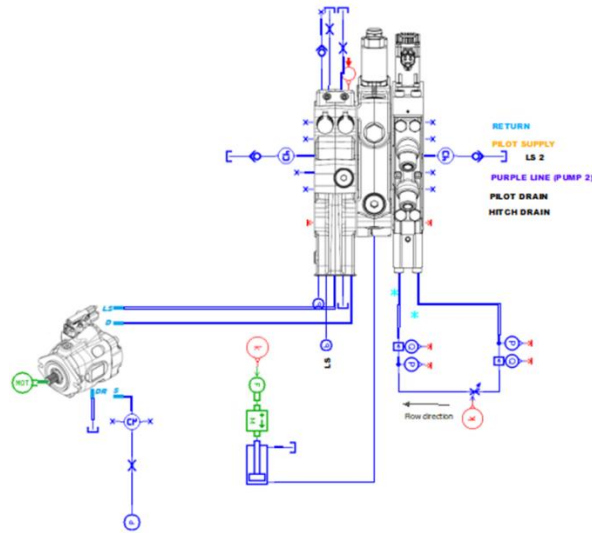 RETURN
PILOT SUPPLY
LS 2
PURPLE LINE (PUMP 2)
PILOT DRAIN
HITCH DRAIN
LS
D
LS
MOT
DR S
P
P
Q
P
Q
K
Flow direction
P